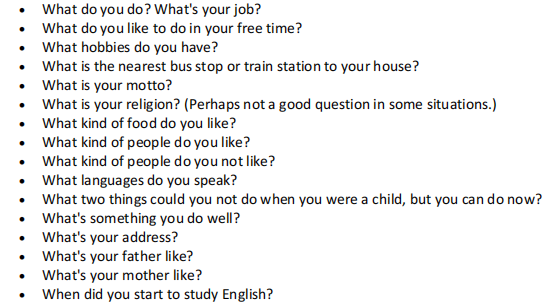 • What do you do? What's your job?
• What do you like to do in your free time?
• What hobbies do you have?
• What is the nearest bus stop or train station to your house?
• What is your motto?
• What is your religion? (Perhaps not a good question in some situations.)
• What kind of food do you like?
• What kind of people do you like?
• What kind of people do you not like?
• What languages do you speak?
• What two things could you not do when you were a child, but you can do now?
• What's something you do well?
• What's your address?
• What's your father like?
• What's your mother like?
• When did you start to study English?